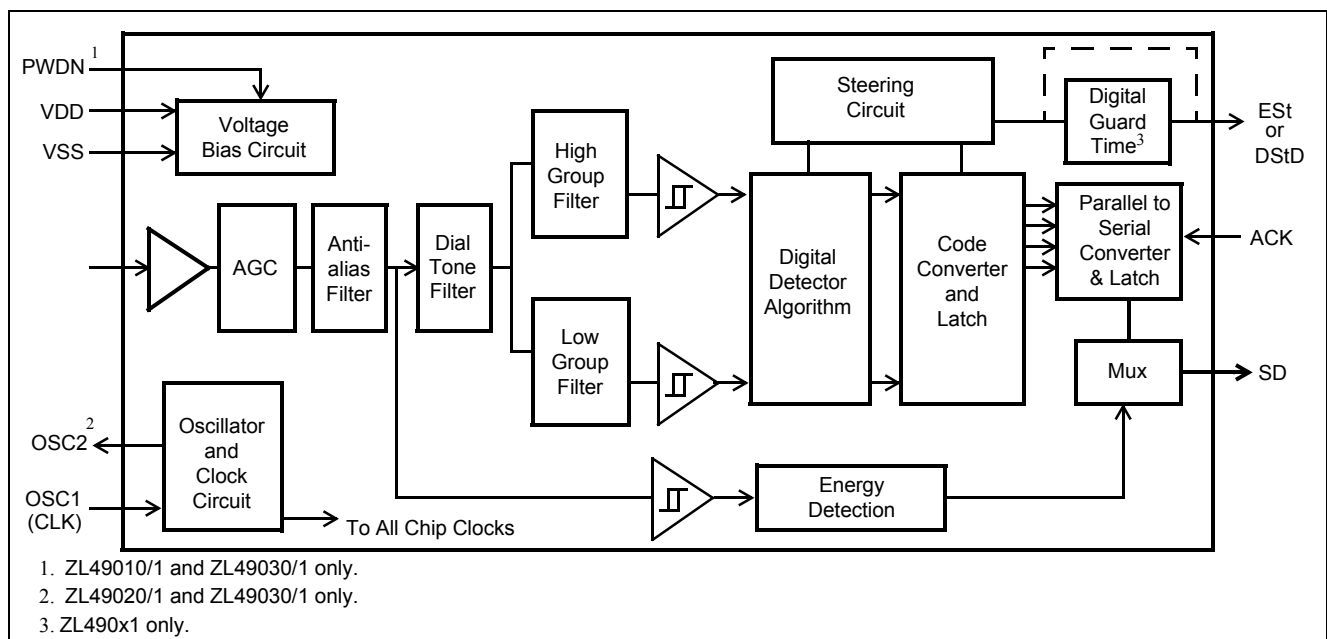 PWDN 1
VDD
VSS
Voltage
Bias Circuit
AGC
Anti-
alias
Filter
Dial
Tone
Filter
High
Group
Filter
Low
Group
Filter
Steering
Circuit
Digital
Detector
Algorithm
Code
Converter
and
Latch
Digital
Guard
Time3
ESt
or
DStD
Parallel to
Serial
Converter
& Latch
ACK
Mux
SD
OSC2 2
OSC1
(CLK)
Oscillator
and
Clock
Circuit
To All Chip Clocks
Energy
Detection
1. ZL49010/1 and ZL49030/1 only.
2. ZL49020/1 and ZL49030/1 only.
3. ZL490x1 only.